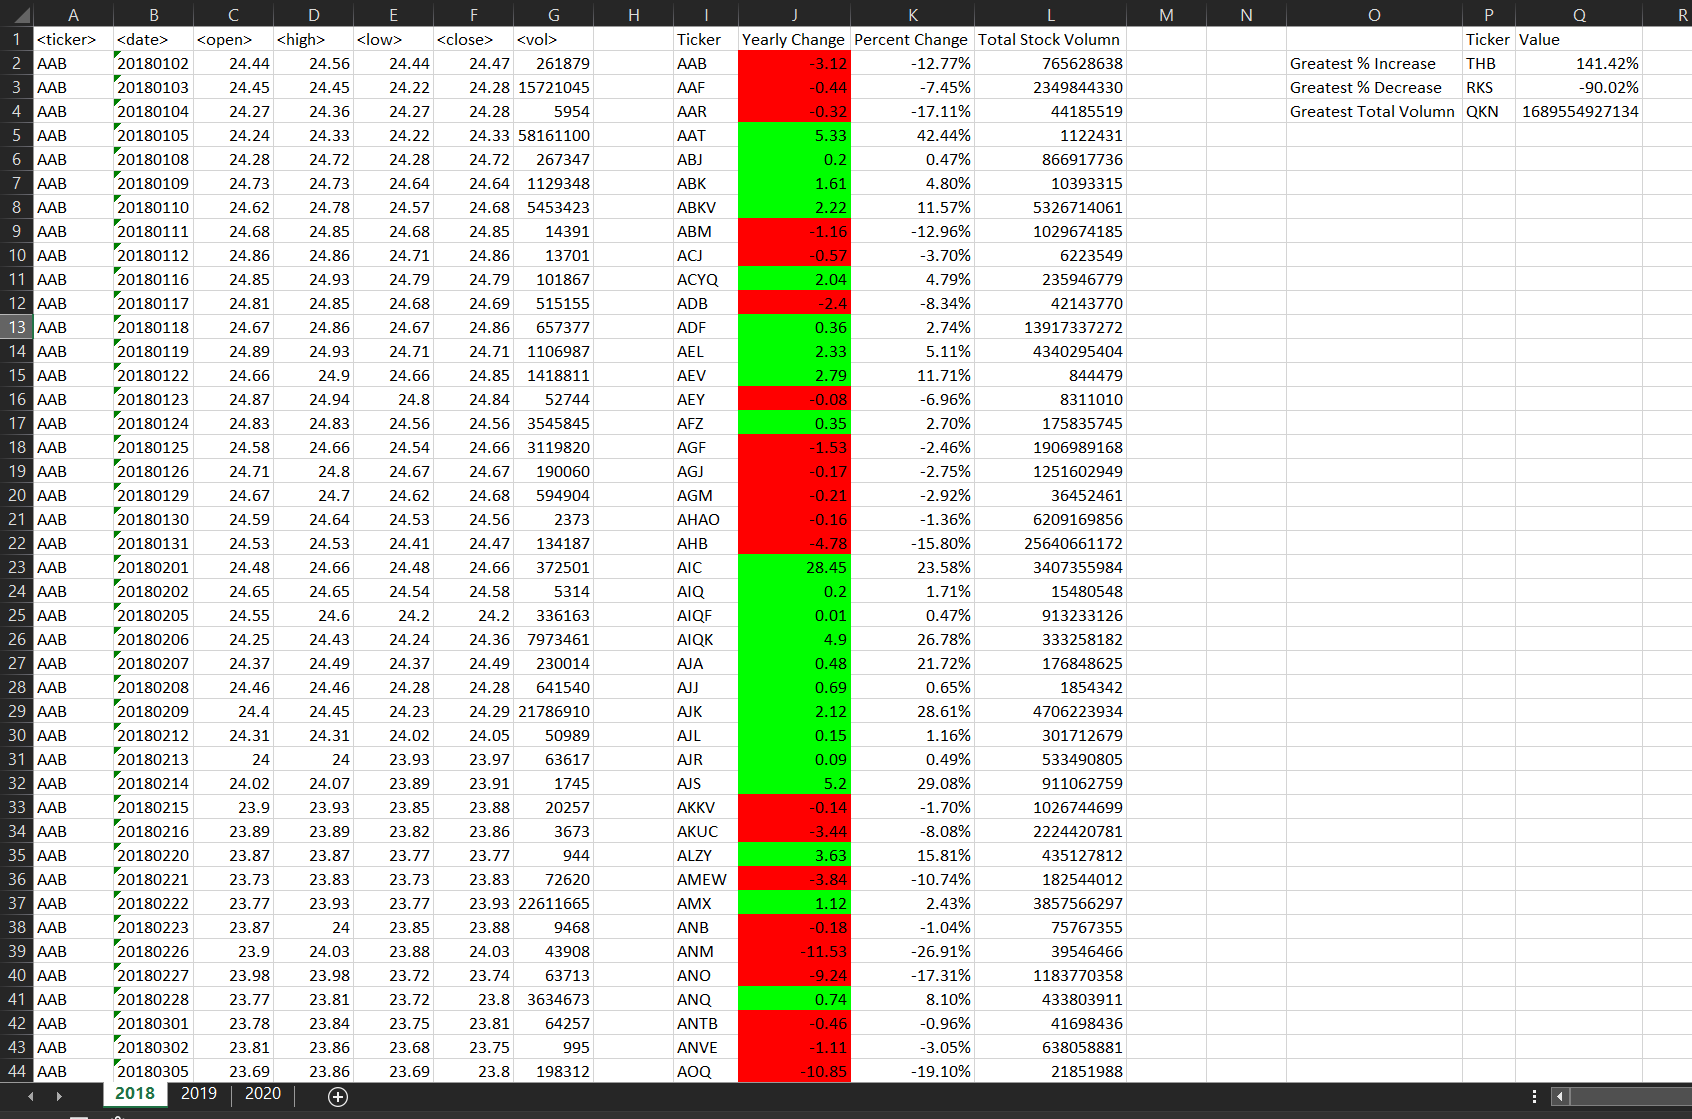 A B C D E F G H I J K L M N O P Q R
1 <ticker> <date> <open> <high> <low> <close> <vol> Ticker Yearly Change Percent Change Total Stock Volumn Ticker Value
2 AAB 20180102 24.44 24.56 24.44 24.47 261879 AAB -3.12 -12.77% 765628638 Greatest % Increase THB 141.42%
3 AAB 20180103 24.45 24.45 24.22 24.28 15721045 AAF -0.44 -7.45% 2349844330 Greatest % Decrease RKS -90.02%
4 AAB 20180104 24.27 24.36 24.27 24.28 5954 AAR -0.32 -17.11% 44185519 Greatest Total Volumn QKN 1689554927134
5 AAB 20180105 24.24 24.33 24.22 24.33 58161100 AAT 5.33 42.44% 1122431
6 AAB 20180108 24.28 24.72 24.28 24.72 267347 ABJ 0.2 0.47% 866917736
7 AAB 20180109 24.73 24.73 24.64 24.64 1129348 ABK 1.61 4.80% 10393315
8 AAB 20180110 24.62 24.78 24.57 24.68 5453423 ABKV 2.22 11.57% 5326714061
9 AAB 20180111 24.68 24.85 24.68 24.85 14391 ABM -1.16 -12.96% 1029674185
10 AAB 20180112 24.86 24.86 24.71 24.86 13701 ACJ -0.57 -3.70% 6223549
11 AAB 20180116 24.85 24.93 24.79 24.79 101867 ACYQ 2.04 4.79% 235946779
12 AAB 20180117 24.81 24.85 24.68 24.69 515155 ADB -2.4 -8.34% 42143770
13 AAB 20180118 24.67 24.86 24.67 24.86 657377 ADF 0.36 2.74% 13917337272
14 AAB 20180119 24.89 24.93 24.71 24.71 1106987 AEL 2.33 5.11% 4340295404
15 AAB 20180122 24.66 24.9 24.66 24.85 1418811 AEV 2.79 11.71% 844479
16 AAB 20180123 24.87 24.94 24.8 24.84 52744 AEY -0.08 -6.96% 8311010
17 AAB 20180124 24.83 24.83 24.56 24.56 3545845 AFZ 0.35 2.70% 175835745
18 AAB 20180125 24.58 24.66 24.54 24.66 3119820 AGF -1.53 -2.46% 1906989168
19 AAB 20180126 24.71 24.8 24.67 24.67 190060 AGJ -0.17 -2.75% 1251602949
20 AAB 20180129 24.67 24.7 24.62 24.68 594904 AGM -0.21 -2.92% 36452461
21 AAB 20180130 24.59 24.64 24.53 24.56 2373 AHAO -0.16 -1.36% 6209169856
22 AAB 20180131 24.53 24.53 24.41 24.47 134187 AHB -4.78 -15.80% 25640661172
23 AAB 20180201 24.48 24.66 24.48 24.66 372501 AIC 28.45 23.58% 3407355984
24 AAB 20180202 24.65 24.65 24.54 24.58 5314 AIQ 0.2 1.71% 15480548
25 AAB 20180205 24.55 24.6 24.2 24.2 336163 AIQF 0.01 0.47% 913233126
26 AAB 20180206 24.25 24.43 24.24 24.36 7973461 AIQK 4.9 26.78% 333258182
27 AAB 20180207 24.37 24.49 24.37 24.49 230014 AJA 0.48 21.72% 176848625
28 AAB 20180208 24.46 24.46 24.28 24.28 641540 AJJ 0.69 0.65% 1854342
29 AAB 20180209 24.4 24.45 24.23 24.29 21786910 AJK 2.12 28.61% 4706223934
30 AAB 20180212 24.31 24.31 24.02 24.05 50989 AJL 0.15 1.16% 301712679
31 AAB 20180213 24 24 23.93 23.97 63617 AJR 0.09 0.49% 533490805
32 AAB 20180214 24.02 24.07 23.89 23.91 1745 AJS 5.2 29.08% 911062759
33 AAB 20180215 23.9 23.93 23.85 23.88 20257 AKKV -0.14 -1.70% 1026744699
34 AAB 20180216 23.89 23.89 23.82 23.86 3673 AKUC -3.44 -8.08% 2224420781
35 AAB 20180220 23.87 23.87 23.77 23.77 944 ALZY 3.63 15.81% 435127812
36 AAB 20180221 23.73 23.83 23.73 23.83 72620 AMEW -3.84 -10.74% 182544012
37 AAB 20180222 23.77 23.93 23.77 23.93 22611665 AMX 1.12 2.43% 3857566297
38 AAB 20180223 23.87 24 23.85 23.88 9468 ANB -0.18 -1.04% 75767355
39 AAB 20180226 23.9 24.03 23.88 24.03 43908 ANM -11.53 -26.91% 39546466
40 AAB 20180227 23.98 23.98 23.72 23.74 63713 ANO -9.24 -17.31% 1183770358
41 AAB 20180228 23.77 23.81 23.72 23.8 3634673 ANQ 0.74 8.10% 433803911
42 AAB 20180301 23.78 23.84 23.75 23.81 64257 ANTB -0.46 -0.96% 41698436
43 AAB 20180302 23.81 23.86 23.68 23.75 995 ANVE -1.11 -3.05% 638058881
44 AAB 20180305 23.69 23.86 23.69 23.8 198312 AOQ -10.85 -19.10% 21851988
2018 2019 2020